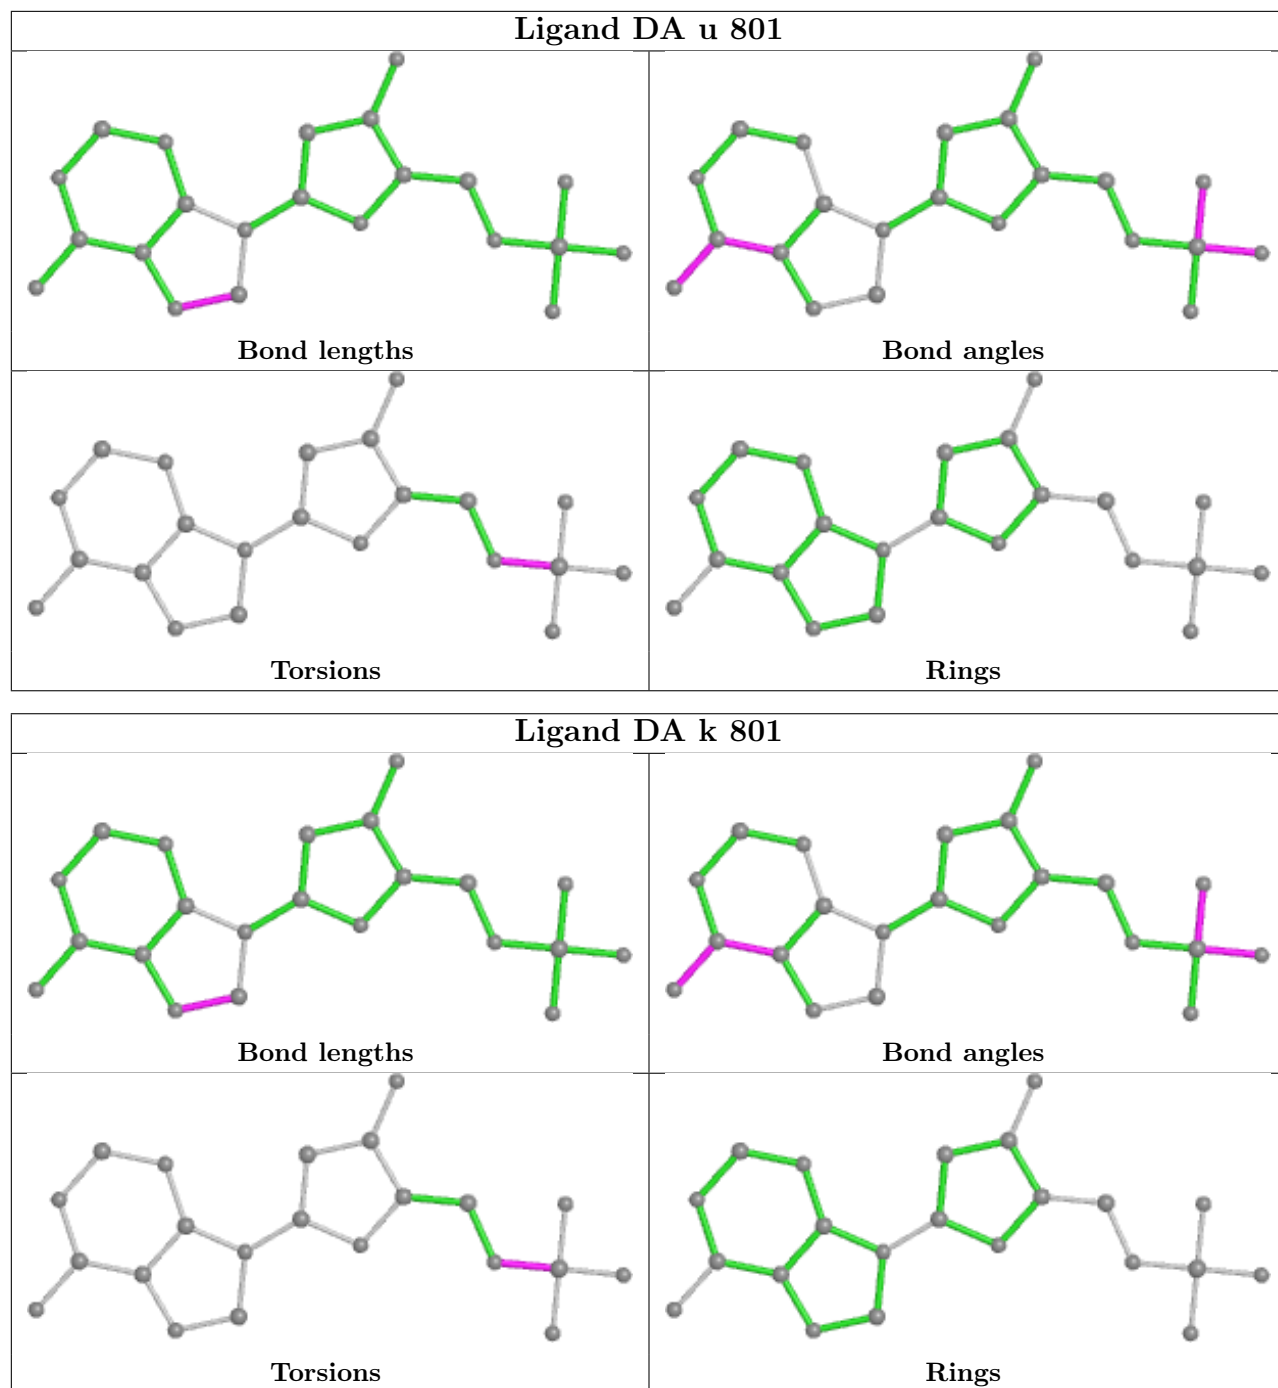 Ligand DA u 801
Bond lengths
Bond angles
Torsions
Rings
Ligand DA k 801
Bond lengths
Bond angles
Torsions
Rings